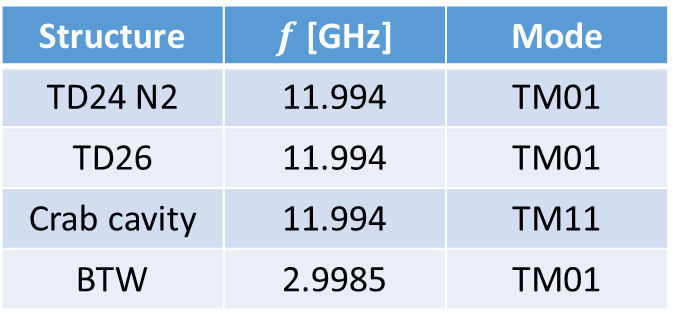 Structure f [GHz] Mode
TD24 N2 11.994 TM01
TD26 11.994 TM01
Crab cavity 11.994 TM11
BTW 2.9985 TM01